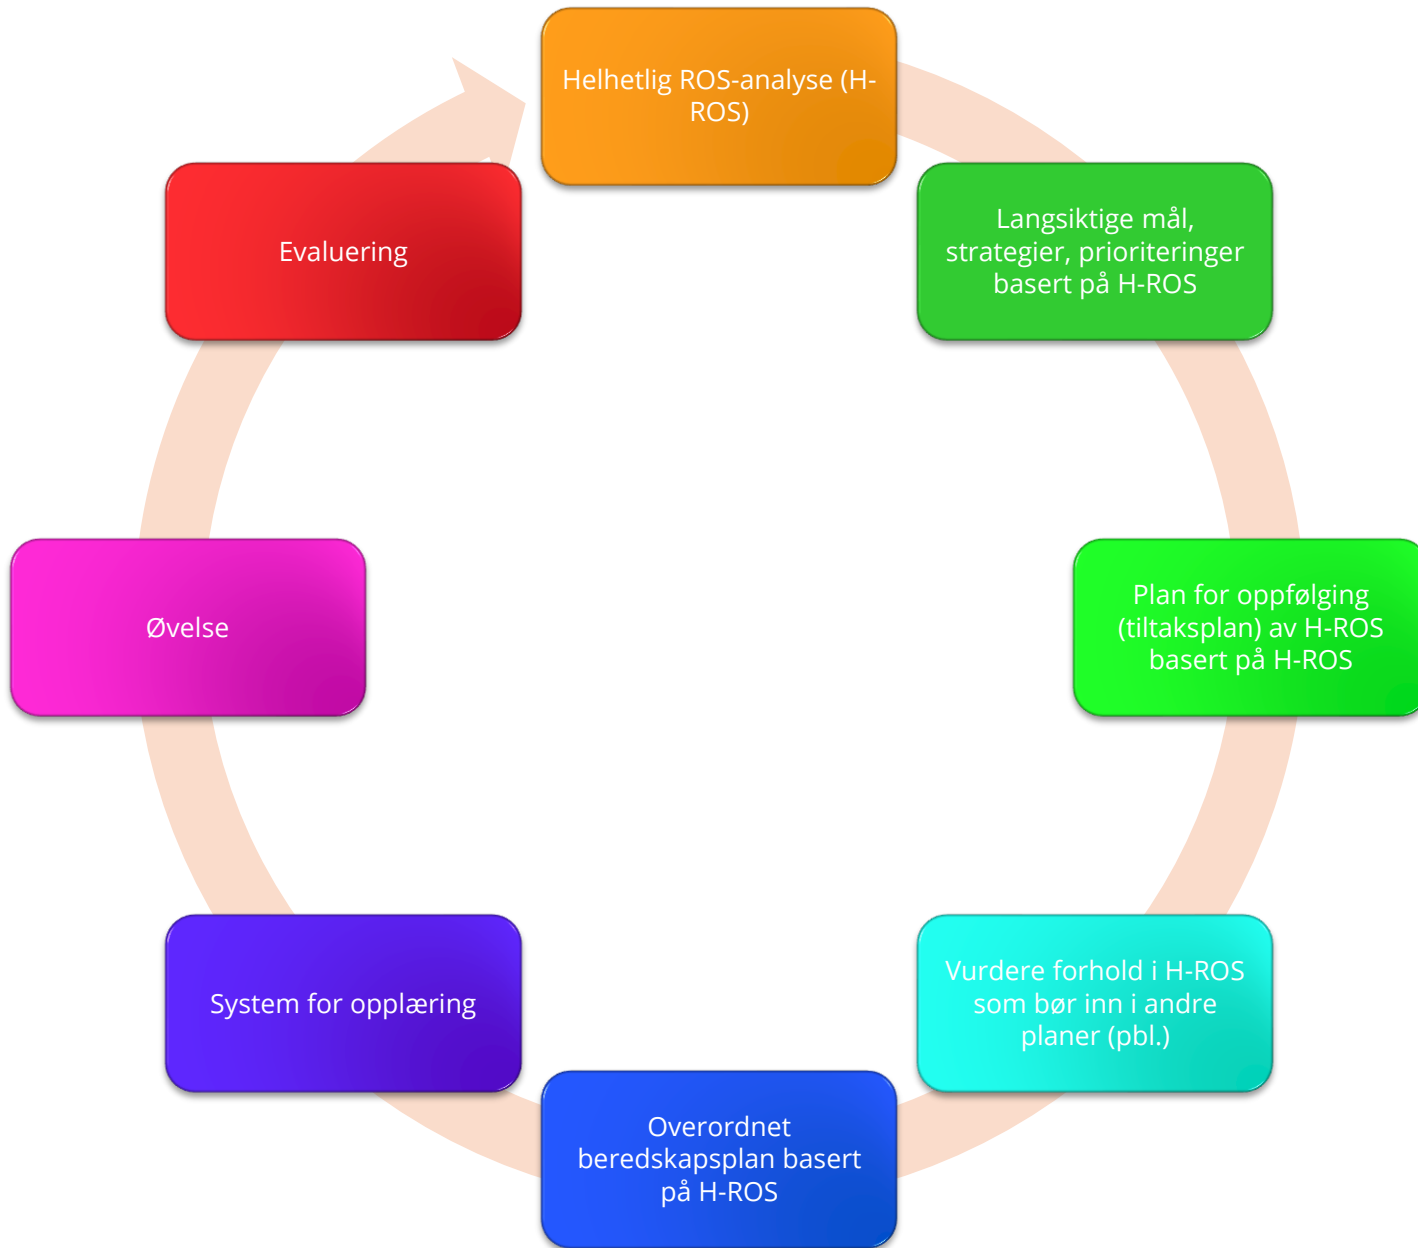 Helhetlig ROS-analyse (H-
ROS)
Langsiktige mål,
strategier, prioriteringer
basert på H-ROS
Plan for oppfølging
(tiltaksplan) av H-ROS
basert på H-ROS
Vurdere forhold i H-ROS
som bør inn i andre
planer (pbl.)
Overordnet
beredskapsplan basert
på H-ROS
System for opplæring
Øvelse
Evaluering